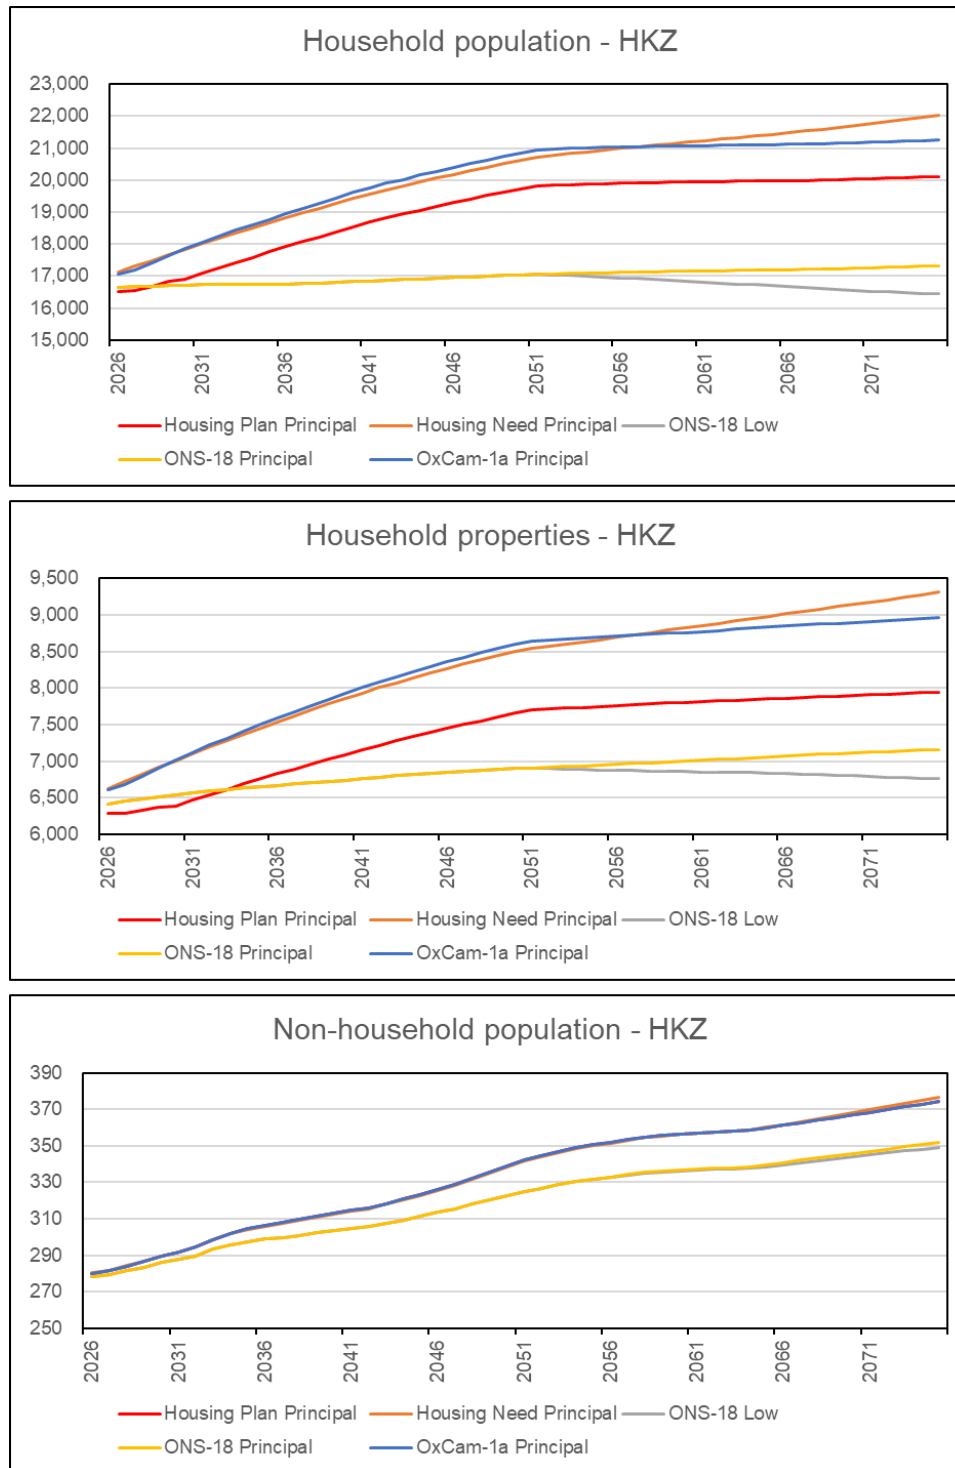 Household population - HKZ
23,000
22,000
21,000
20,000
19,000
18,000
17,000
16,000
15,000
2026 2031 2036 2041 2046 2051 2056 2061 2066 2071
Housing Plan Principal Housing Need Principal ONS-18 Low
ONS-18 Principal OxCam-1a Principal
Household properties - HKZ
9,500
9,000
8,500
8,000
7,500
7,000
6,500
6,000
2026 2031 2036 2041 2046 2051 2056 2061 2066 2071
Housing Plan Principal Housing Need Principal ONS-18 Low
ONS-18 Principal OxCam-1a Principal
Non-household population - HKZ
390
370
350
330
310
290
270
250
2026 2031 2036 2041 2046 2051 2056 2061 2066 2071
Housing Plan Principal Housing Need Principal ONS-18 Low
ONS-18 Principal OxCam-1a Principal